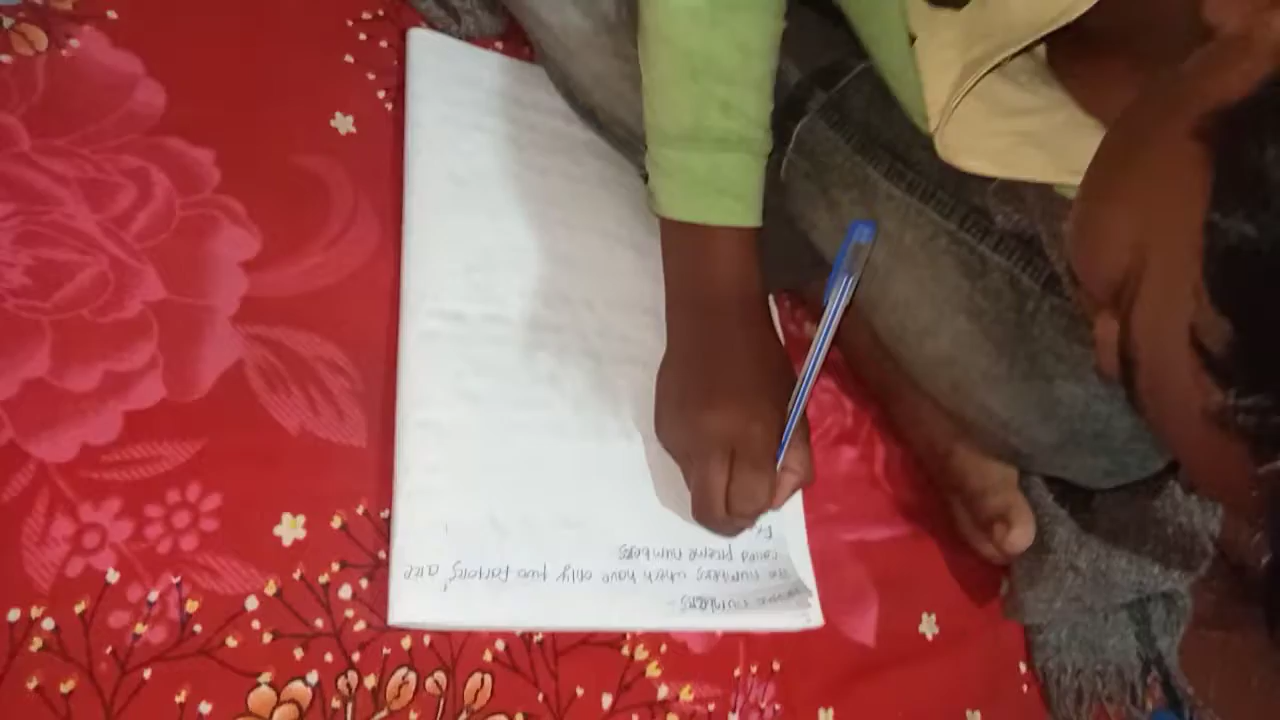 numbers -
The numbers which have only two factors, are
called prime numbers